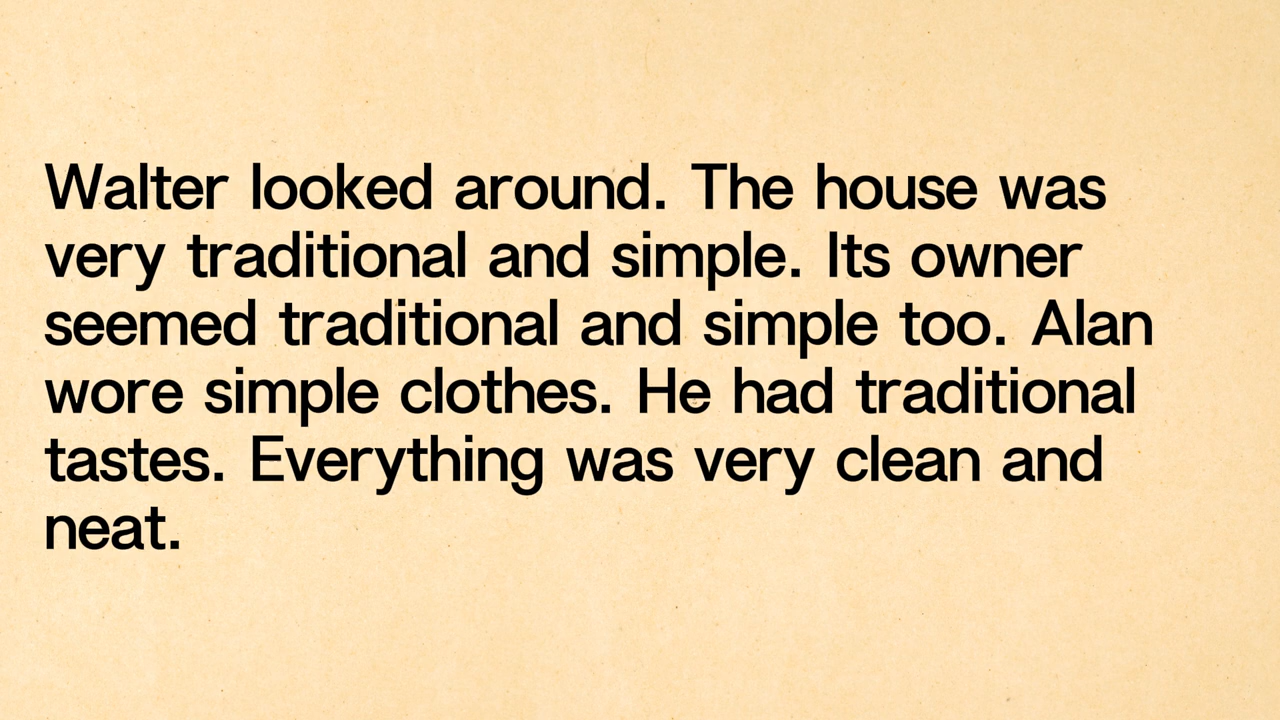 Walter looked around. The house was
very traditional and simple. Its owner
seemed traditional and simple too. Alan
wore simple clothes. He had traditional
tastes. Everything was very clean and
neat.